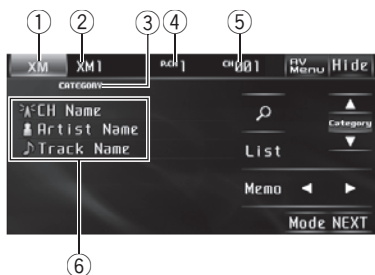 ① ② ③ ④ ⑤
XM XM1 P.CH 1 CH 001 AV Menu Hide
CATEGORY
CH Name
Artist Name
Track Name
Category
List
Memo
Mode NEXT
⑥